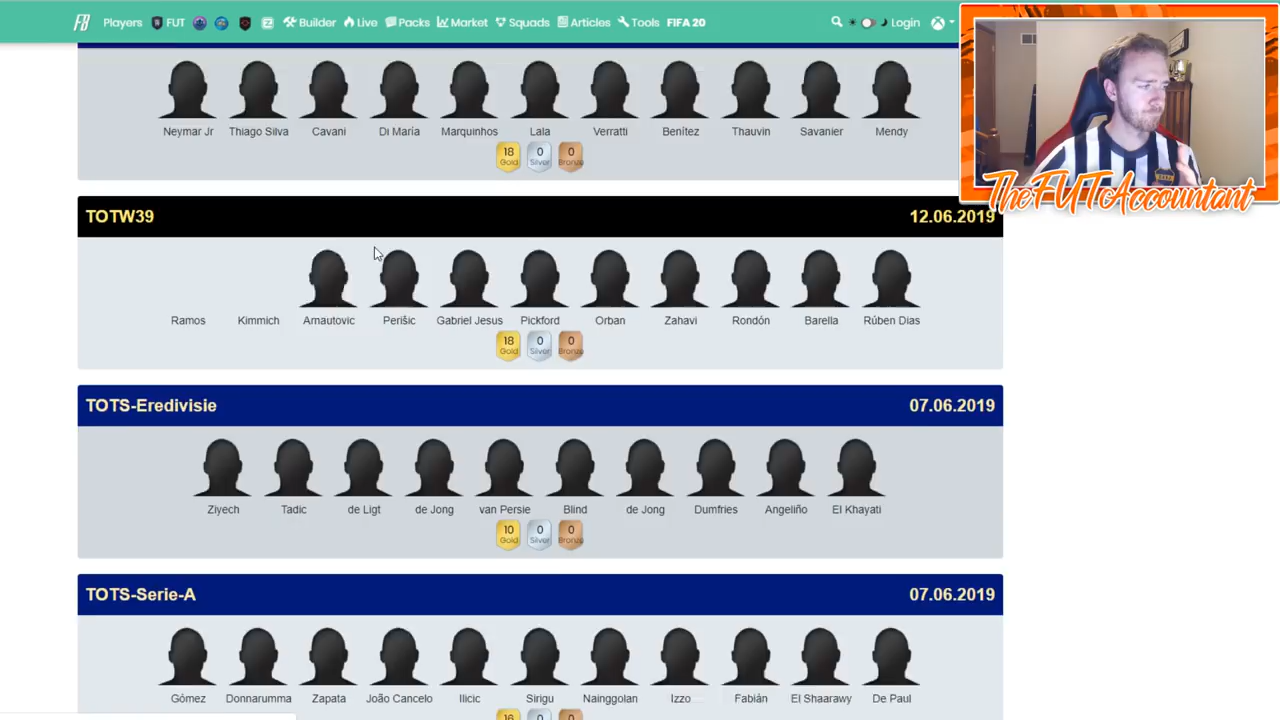 FB Players FUT Z Builder Live Packs Market Squads Articles Tools FIFA 20 Login
TheFUTAccountant
Neymar Jr Thiago Silva Cavani Di María Marquinhos Lala Verratti Benítez Thauvin Savanier Mendy
18 0 0
Gold Silver Bronze
TOTW39 12.06.2019
Ramos Kimmich Arnautovic Perišic Gabriel Jesus Pickford Orban Zahavi Rondón Barella Rúben Dias
18 0 0
Gold Silver Bronze
TOTS-Eredivisie 07.06.2019
Ziyech Tadic de Ligt de Jong van Persie Blind de Jong Dumfries Angeliño El Khayati
10 0 0
Gold Silver Bronze
TOTS-Serie-A 07.06.2019
Gómez Donnarumma Zapata João Cancelo Ilicic Sirigu Nainggolan Izzo Fabián El Shaarawy De Paul
16 0 0